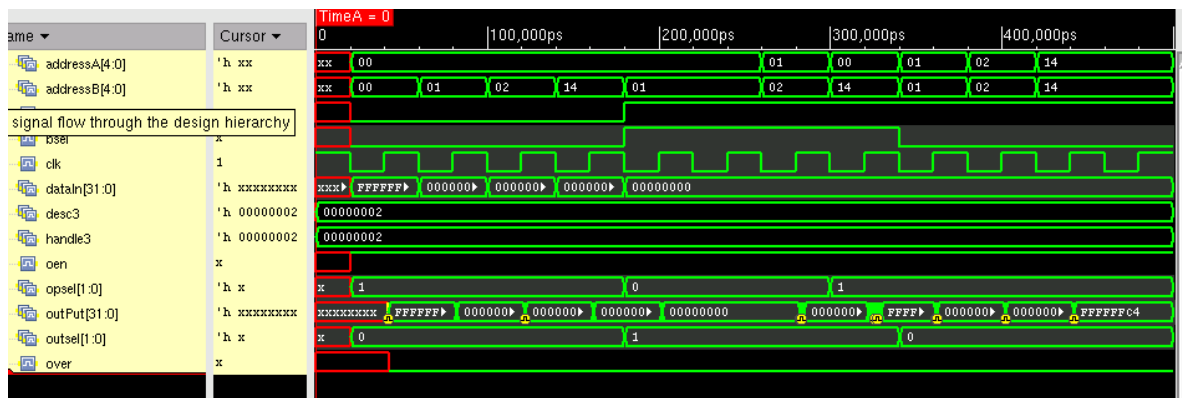 TimeA = 0
ame Cursor 0 100,000ps 200,000ps 300,000ps 400,000ps
addressA[4:0] 'h xx xx 00 01 00 01 02 14
addressB[4:0] 'h xx xx 00 01 02 14 01 02 14 01 02 14
signal flow through the design hierarchy
bsel x
clk 1
dataIn[31:0] 'h xxxxxxxx xxx FFFFFF 000000 000000 000000 00000000
desc3 'h 00000002 00000002
handle3 'h 00000002 00000002
oen x
opsel[1:0] 'h x x 1 0 1
outPut[31:0] 'h xxxxxxxx xxxxxxxx FFFFFF 000000 000000 000000 00000000 000000 FFFF 000000 000000 FFFFFFC4
outsel[1:0] 'h x x 0 1 0
over x